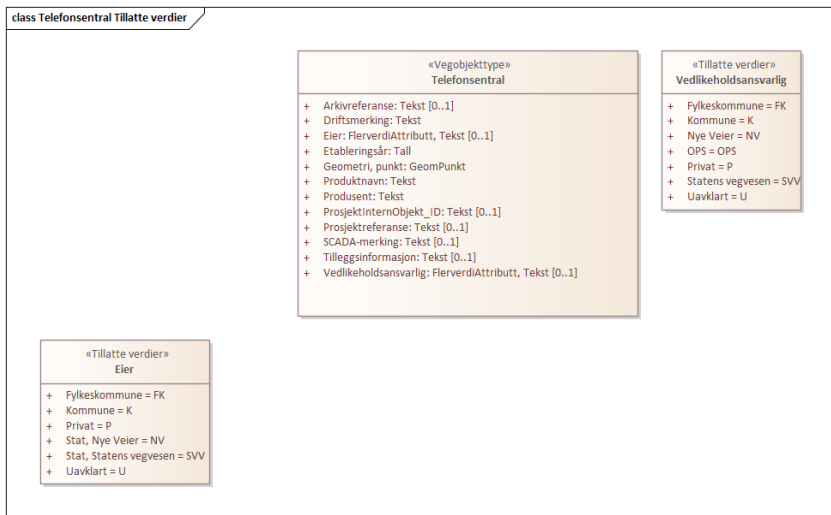 class Telefonsentral Tillatte verdier
«Vegobjekttype»
Telefonsentral
+ Arkivreferanse: Tekst [0..1]
+ Driftsmerking: Tekst
+ Eier: FlerverdiAttributt, Tekst [0..1]
+ Etableringsår: Tall
+ Geometri, punkt: GeomPunkt
+ Produktnavn: Tekst
+ Produsent: Tekst
+ ProsjektInternObjekt_ID: Tekst [0..1]
+ Prosjektreferanse: Tekst [0..1]
+ SCADA-merking: Tekst [0..1]
+ Tilleggsinformasjon: Tekst [0..1]
+ Vedlikeholdsansvarlig: FlerverdiAttributt, Tekst [0..1]
«Tillatte verdier»
Vedlikeholdsansvarlig
+ Fylkeskommune = FK
+ Kommune = K
+ Nye Veier = NV
+ OPS = OPS
+ Privat = P
+ Statens vegvesen = SVV
+ Uavklart = U
«Tillatte verdier»
Eier
+ Fylkeskommune = FK
+ Kommune = K
+ Privat = P
+ Stat, Nye Veier = NV
+ Stat, Statens vegvesen = SVV
+ Uavklart = U